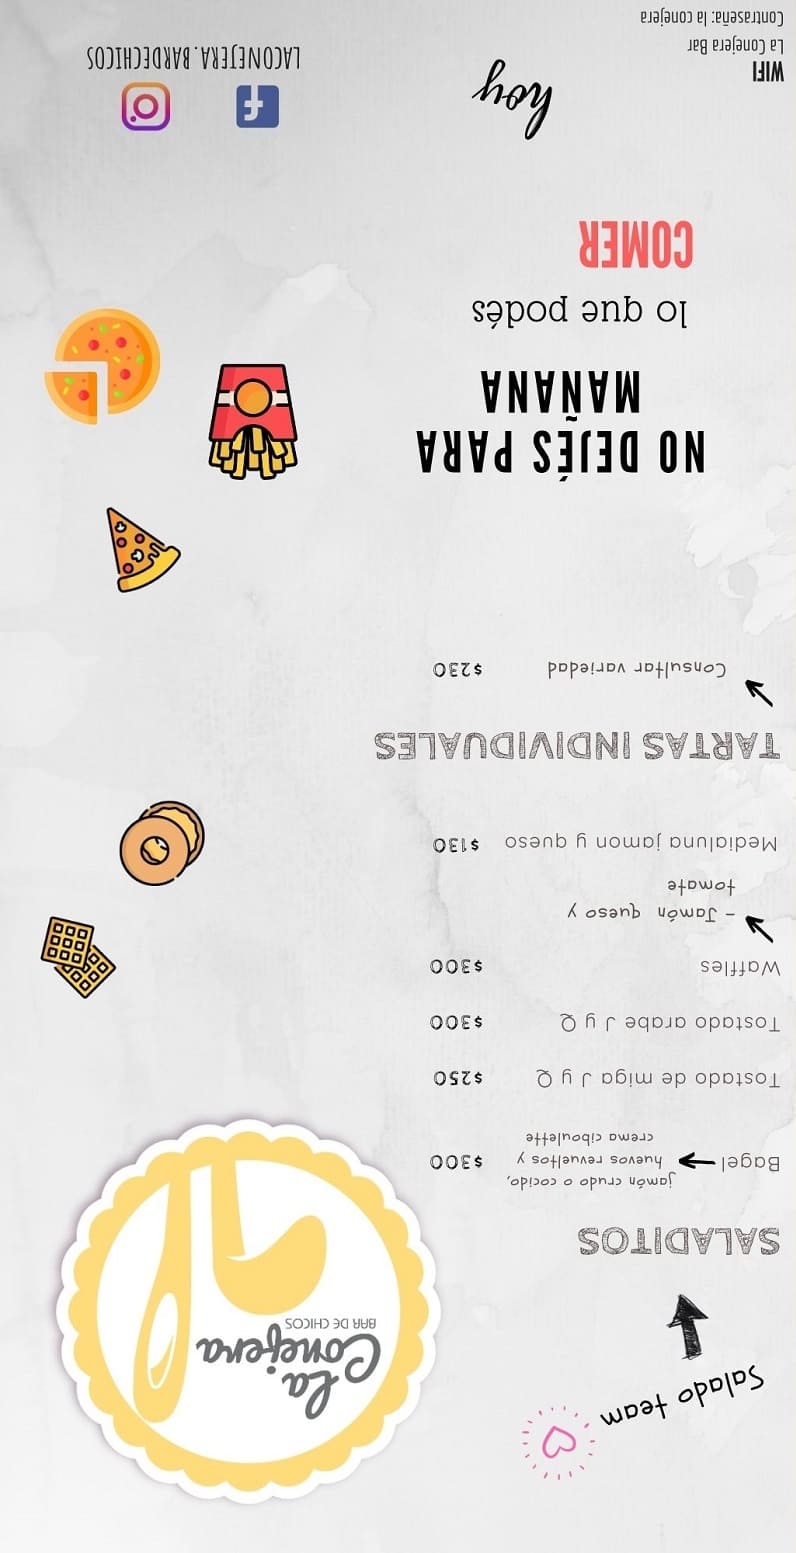 Salado team
La
Conejera
BAR DE CHICOS
SALADITOS
jamón crudo o cocido,
Bagel huevos revueltos y $300
crema ciboulette
Tostado de miga J y Q $250
Tostado arabe J y Q $300
Waffles $300
- Jamón queso y
tomate
Medialuna jamon y queso $130
TARTAS INDIVIDUALES
Consultar variedad $230
NO DEJÉS PARA
MAÑANA
lo que podés
COMER
hoy
WIFI
La Conejera Bar
Contraseña: la conejera
LACONEJERA.BARDECHICOS